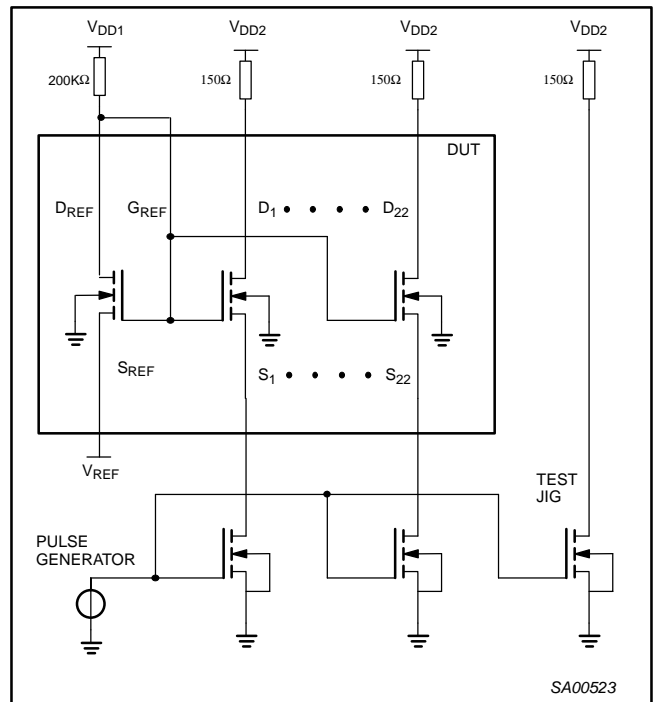 VDD1 VDD2 VDD2 VDD2
200KΩ 150Ω 150Ω 150Ω
DUT
DREF GREF D1 • • • • D22
SREF S1 • • • • S22
VREF
TEST
JIG
PULSE
GENERATOR
SA00523